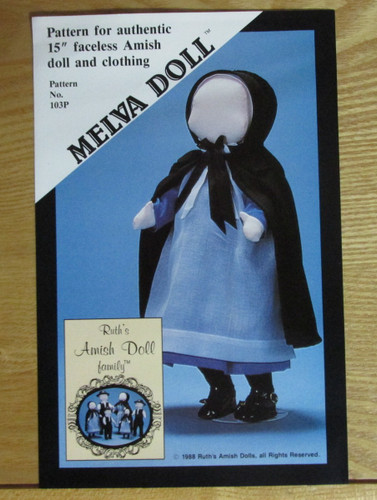 Pattern for authentic
15" faceless Amish
doll and clothing
Pattern
No.
103P
MELVA DOLL™
Ruth's
Amish Doll
family™
© 1988 Ruth's Amish Dolls, all Rights Reserved.